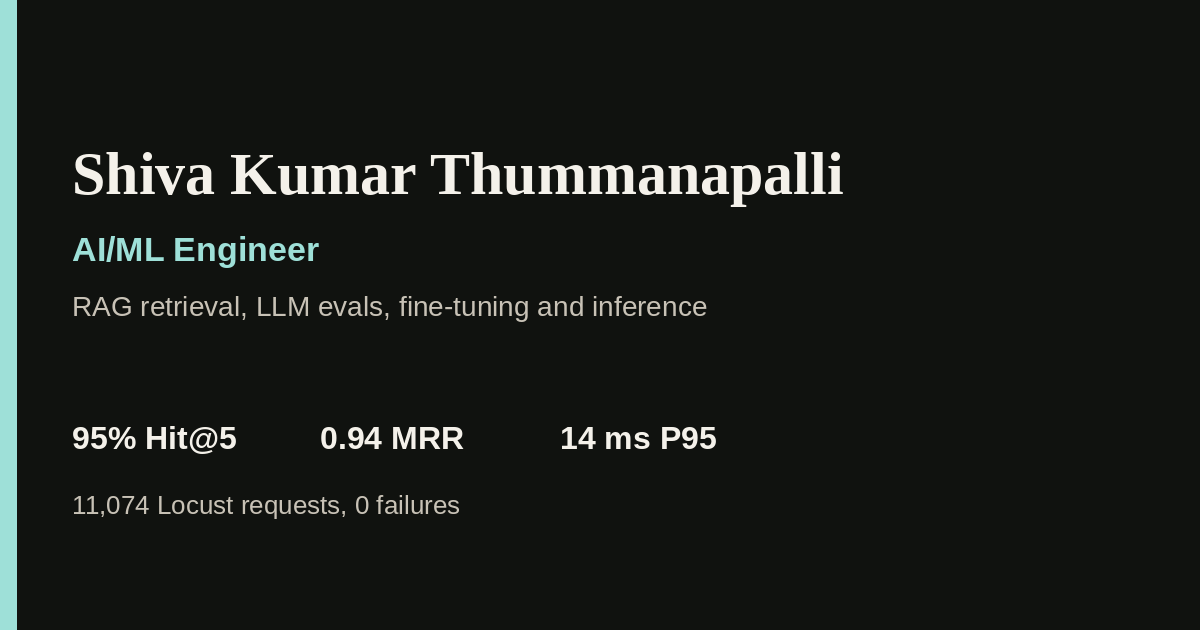 Shiva Kumar Thummanapalli
AI/ML Engineer
RAG retrieval, LLM evals, fine-tuning and inference
95% Hit@5 0.94 MRR 14 ms P95
11,074 Locust requests, 0 failures